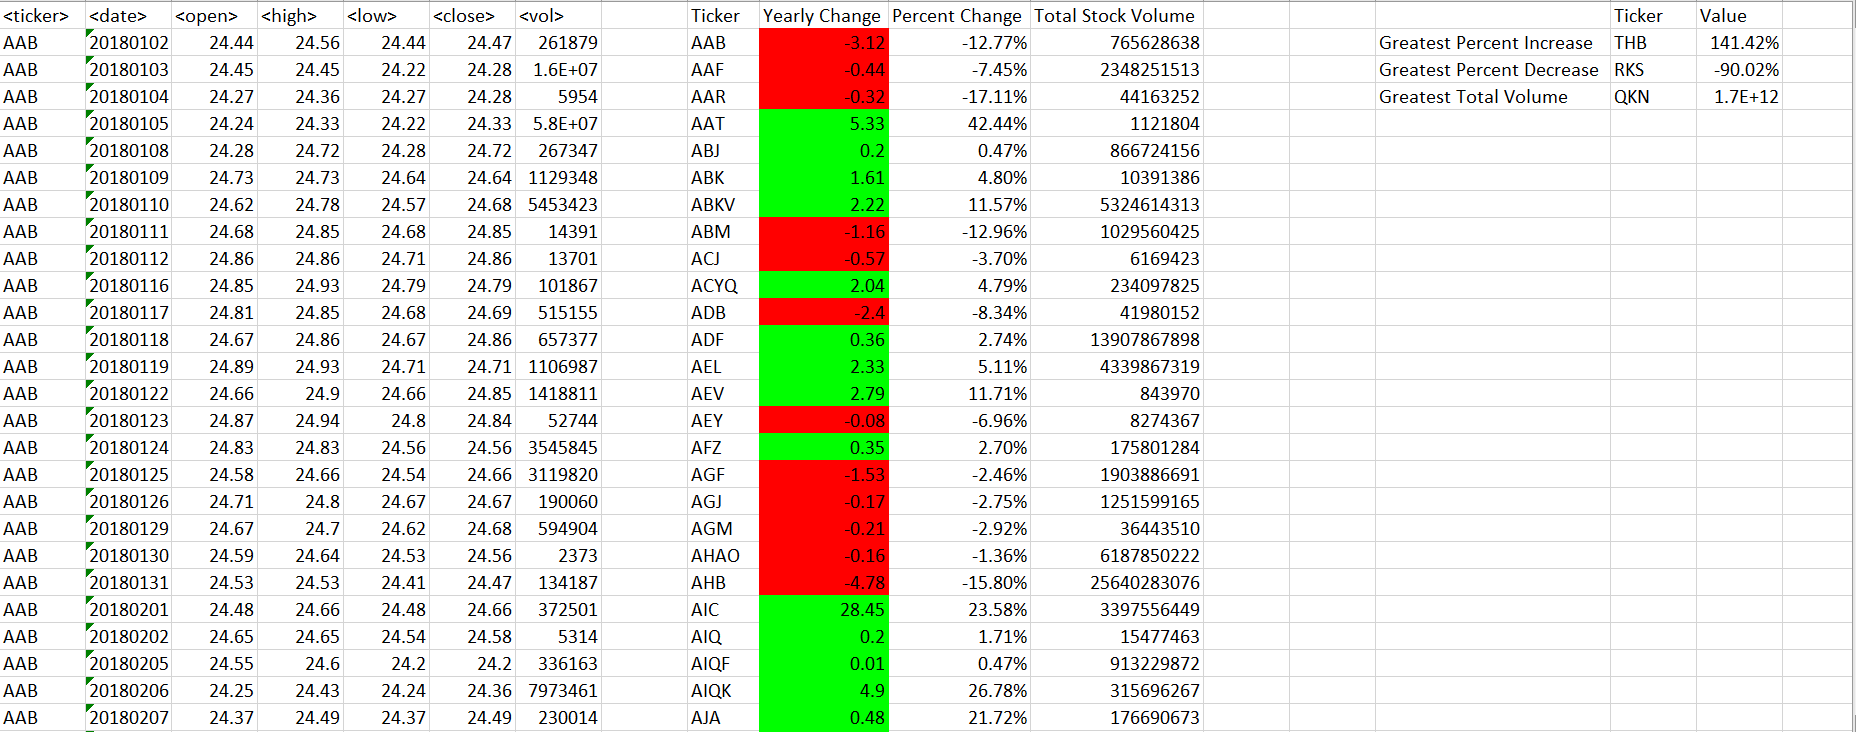 <ticker> <date> <open> <high> <low> <close> <vol> Ticker Yearly Change Percent Change Total Stock Volume Ticker Value
AAB 20180102 24.44 24.56 24.44 24.47 261879 AAB -3.12 -12.77% 765628638 Greatest Percent Increase THB 141.42%
AAB 20180103 24.45 24.45 24.22 24.28 1.6E+07 AAF -0.44 -7.45% 2348251513 Greatest Percent Decrease RKS -90.02%
AAB 20180104 24.27 24.36 24.27 24.28 5954 AAR -0.32 -17.11% 44163252 Greatest Total Volume QKN 1.7E+12
AAB 20180105 24.24 24.33 24.22 24.33 5.8E+07 AAT 5.33 42.44% 1121804
AAB 20180108 24.28 24.72 24.28 24.72 267347 ABJ 0.2 0.47% 866724156
AAB 20180109 24.73 24.73 24.64 24.64 1129348 ABK 1.61 4.80% 10391386
AAB 20180110 24.62 24.78 24.57 24.68 5453423 ABKV 2.22 11.57% 5324614313
AAB 20180111 24.68 24.85 24.68 24.85 14391 ABM -1.16 -12.96% 1029560425
AAB 20180112 24.86 24.86 24.71 24.86 13701 ACJ -0.57 -3.70% 6169423
AAB 20180116 24.85 24.93 24.79 24.79 101867 ACYQ 2.04 4.79% 234097825
AAB 20180117 24.81 24.85 24.68 24.69 515155 ADB -2.4 -8.34% 41980152
AAB 20180118 24.67 24.86 24.67 24.86 657377 ADF 0.36 2.74% 13907867898
AAB 20180119 24.89 24.93 24.71 24.71 1106987 AEL 2.33 5.11% 4339867319
AAB 20180122 24.66 24.9 24.66 24.85 1418811 AEV 2.79 11.71% 843970
AAB 20180123 24.87 24.94 24.8 24.84 52744 AEY -0.08 -6.96% 8274367
AAB 20180124 24.83 24.83 24.56 24.56 3545845 AFZ 0.35 2.70% 175801284
AAB 20180125 24.58 24.66 24.54 24.66 3119820 AGF -1.53 -2.46% 1903886691
AAB 20180126 24.71 24.8 24.67 24.67 190060 AGJ -0.17 -2.75% 1251599165
AAB 20180129 24.67 24.7 24.62 24.68 594904 AGM -0.21 -2.92% 36443510
AAB 20180130 24.59 24.64 24.53 24.56 2373 AHAO -0.16 -1.36% 6187850222
AAB 20180131 24.53 24.53 24.41 24.47 134187 AHB -4.78 -15.80% 25640283076
AAB 20180201 24.48 24.66 24.48 24.66 372501 AIC 28.45 23.58% 3397556449
AAB 20180202 24.65 24.65 24.54 24.58 5314 AIQ 0.2 1.71% 15477463
AAB 20180205 24.55 24.6 24.2 24.2 336163 AIQF 0.01 0.47% 913229872
AAB 20180206 24.25 24.43 24.24 24.36 7973461 AIQK 4.9 26.78% 315696267
AAB 20180207 24.37 24.49 24.37 24.49 230014 AJA 0.48 21.72% 176690673